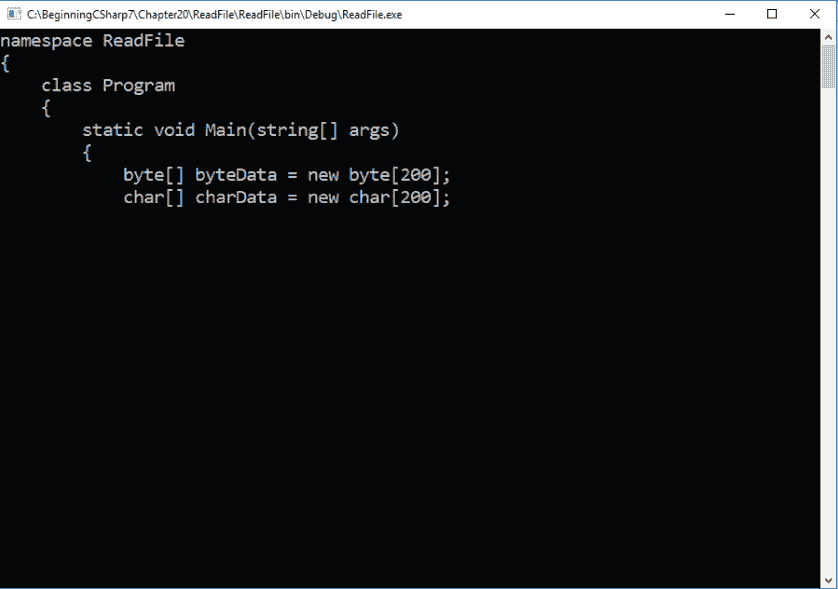 C:\BeginningCSharp7\Chapter20\ReadFile\ReadFile\bin\Debug\ReadFile.exe
namespace ReadFile
{
    class Program
    {
        static void Main(string[] args)
        {
            byte[] byteData = new byte[200];
            char[] charData = new char[200];